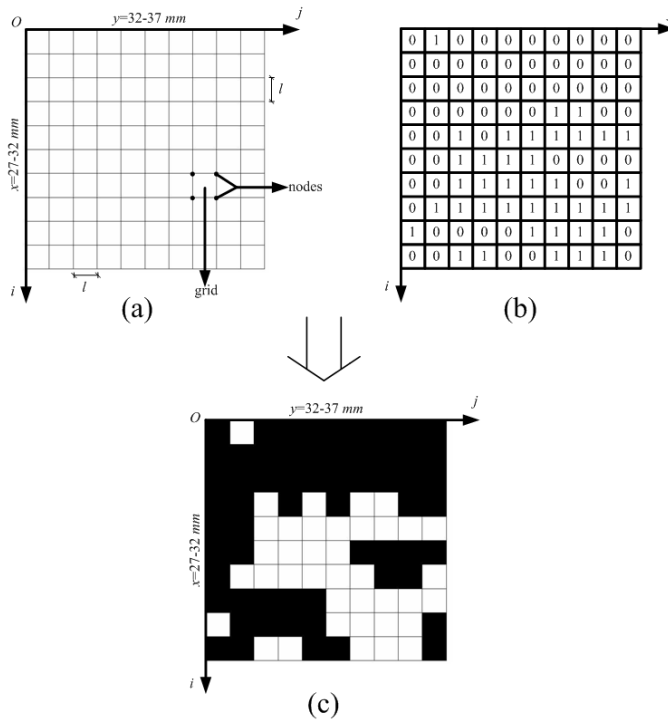 O
y=32-37 mm
j
x=27-32 mm
l
nodes
grid
l
i
(a)
0 1 0 0 0 0 0 0 0 0
0 0 0 0 0 0 0 0 0 0
0 0 0 0 0 0 0 0 0 0
0 0 0 0 0 0 1 1 0 0
0 0 1 0 1 1 1 1 1 1
0 0 1 1 1 1 0 0 0 0
0 0 1 1 1 1 1 0 0 1
0 1 1 1 1 1 1 1 1 1
1 0 0 0 0 1 1 1 1 0
0 0 1 1 0 0 1 1 1 0
i
(b)
O
y=32-37 mm
j
x=27-32 mm
i
(c)